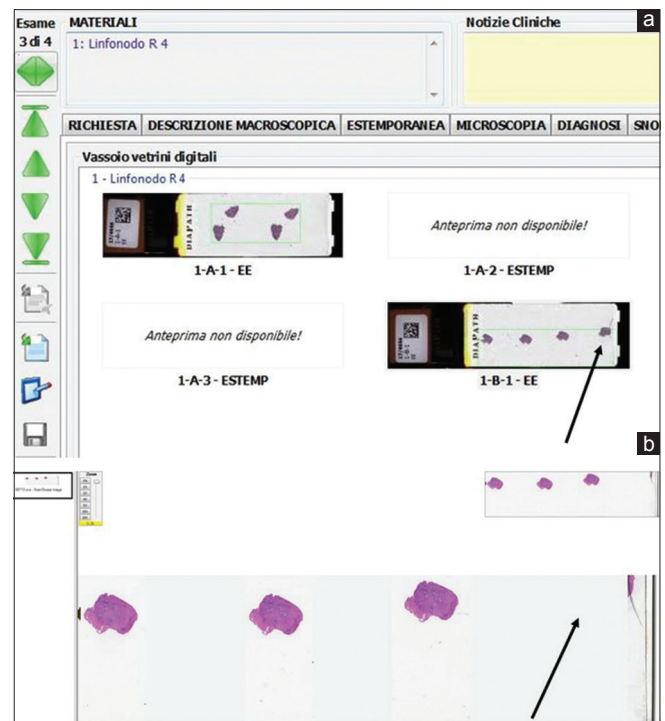 a
Esame
3 di 4
MATERIALI
1: Linfonodo R 4
Notizie Cliniche
RICHIESTA DESCRIZIONE MACROSCOPICA ESTEMPORANEA MICROSCOPIA DIAGNOSI SNO
Vassoio vetrini digitali
1 - Linfonodo R 4
DIAPATH
1-A-1 - EE
Anteprima non disponibile!
1-A-2 - ESTEMP
Anteprima non disponibile!
1-A-3 - ESTEMP
DIAPATH
1-B-1 - EE
b
Zoom